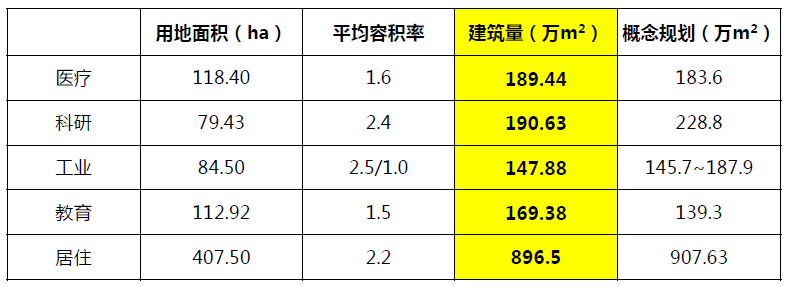 用地面积（ha） 平均容积率 建筑量（万m²） 概念规划（万m²）
医疗 118.40 1.6 189.44 183.6
科研 79.43 2.4 190.63 228.8
工业 84.50 2.5/1.0 147.88 145.7~187.9
教育 112.92 1.5 169.38 139.3
居住 407.50 2.2 896.5 907.63